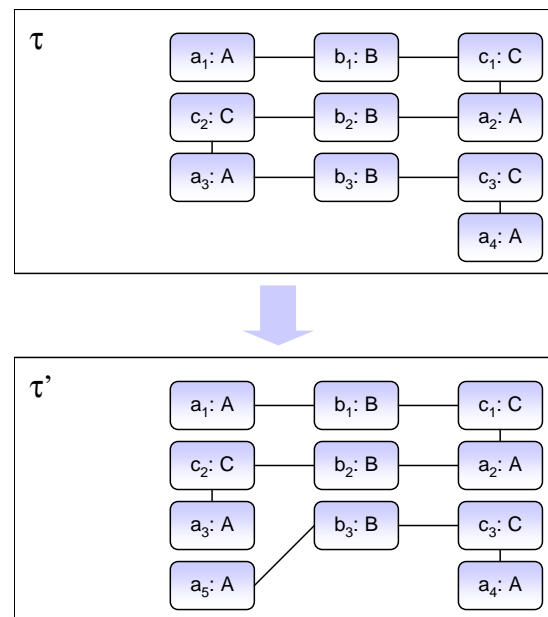 τ
a₁: A b₁: B c₁: C
c₂: C b₂: B a₂: A
a₃: A b₃: B c₃: C
a₄: A
τ’
a₁: A b₁: B c₁: C
c₂: C b₂: B a₂: A
a₃: A b₃: B c₃: C
a₅: A a₄: A